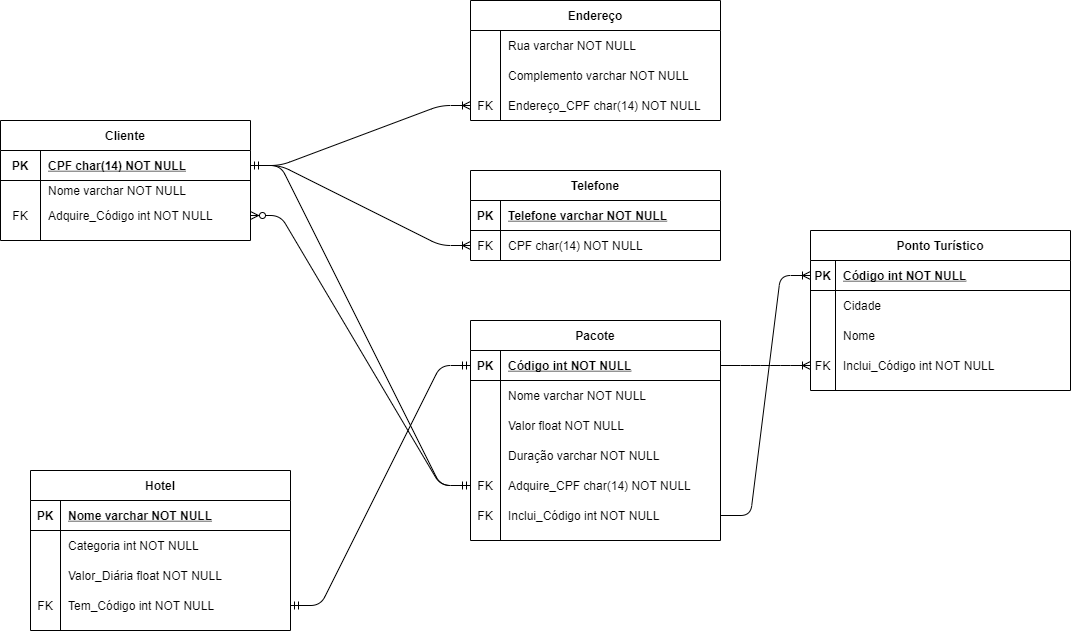 Endereço
Rua varchar NOT NULL
Complemento varchar NOT NULL
FK Endereço_CPF char(14) NOT NULL
Cliente
PK CPF char(14) NOT NULL
Nome varchar NOT NULL
FK Adquire_Código int NOT NULL
Telefone
PK Telefone varchar NOT NULL
FK CPF char(14) NOT NULL
Ponto Turístico
PK Código int NOT NULL
Cidade
Nome
FK Inclui_Código int NOT NULL
Pacote
PK Código int NOT NULL
Nome varchar NOT NULL
Valor float NOT NULL
Duração varchar NOT NULL
FK Adquire_CPF char(14) NOT NULL
FK Inclui_Código int NOT NULL
Hotel
PK Nome varchar NOT NULL
Categoria int NOT NULL
Valor_Diária float NOT NULL
FK Tem_Código int NOT NULL